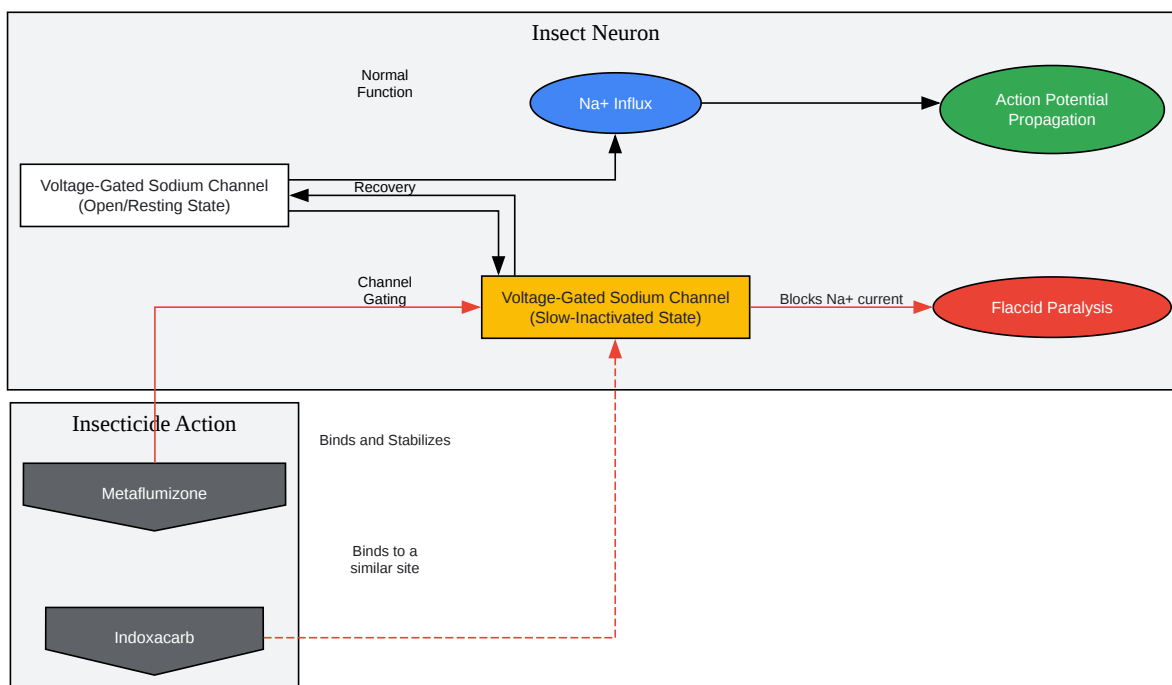 Insect Neuron
Normal
Function
Na+ Influx
Action Potential
Propagation
Voltage-Gated Sodium Channel
(Open/Resting State)
Recovery
Channel
Gating
Voltage-Gated Sodium Channel
(Slow-Inactivated State)
Blocks Na+ current
Flaccid Paralysis
Insecticide Action
Binds and Stabilizes
Metaflumizone
Binds to a
similar site
Indoxacarb